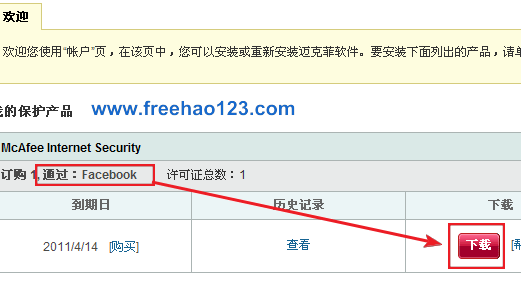 欢迎
欢迎您使用“帐户”页，在该页中，您可以安装或重新安装迈克菲软件。要安装下面列出的产品，请单
的保护产品 www.freehao123.com
McAfee Internet Security
订购 1, 通过：Facebook 许可证总数：1
到期日 历史记录 下载
2011/4/14 [购买] 查看 下载